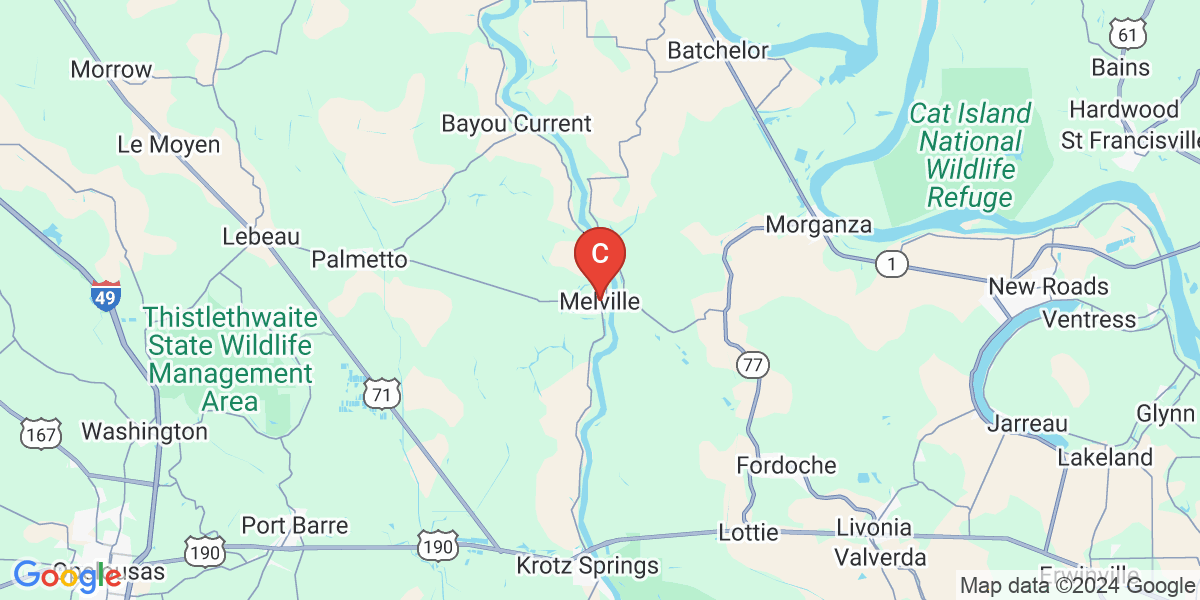 Batchelor
61
Morrow
Bains
Cat Island
National
Wildlife
Refuge
Hardwood
Bayou Current
St Francisville
Le Moyen
Morganza
Lebeau
Palmetto
C
1
49
Melville
New Roads
Thistlethwaite
State Wildlife
Management
Area
Ventress
77
71
Glynn
167
Washington
Jarreau
Lakeland
Fordoche
Port Barre
190
190
Lottie
Livonia
Valverda
Krotz Springs
Opelousas
Erwinville
Google
Map data ©2024 Google